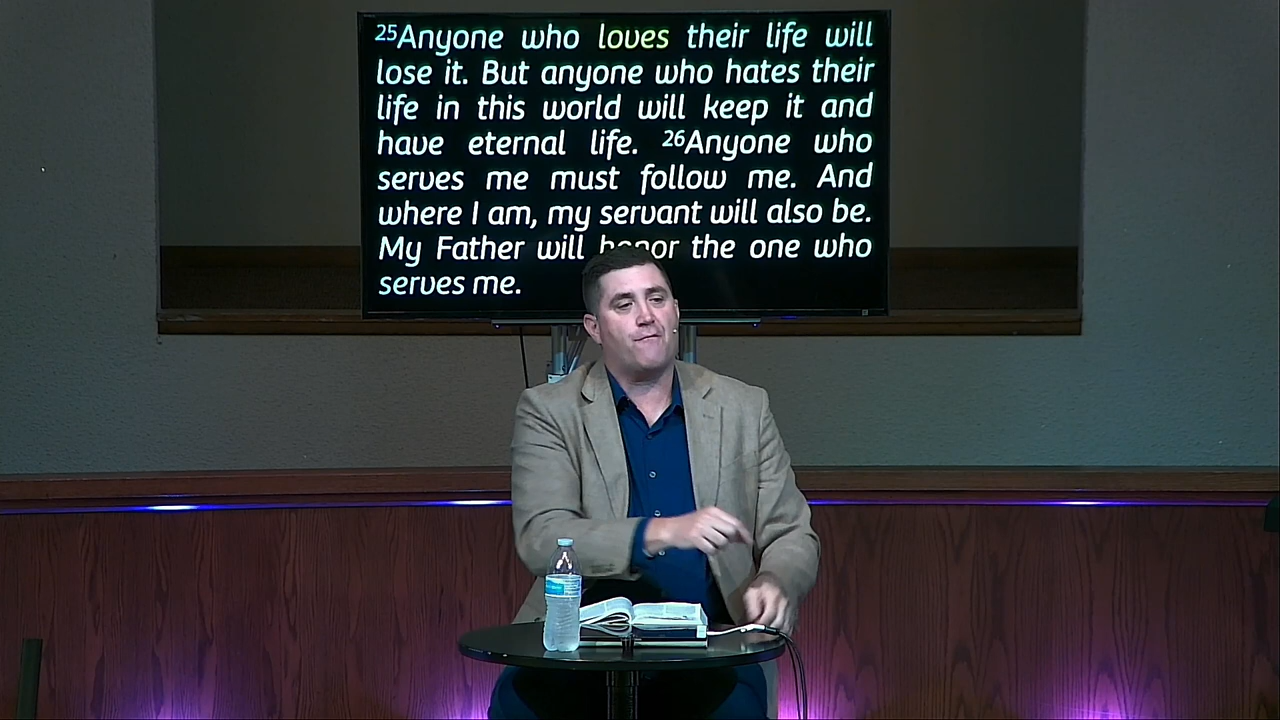 25Anyone who loves their life will
lose it. But anyone who hates their
life in this world will keep it and
have eternal life. 26Anyone who
serves me must follow me. And
where I am, my servant will also be.
My Father will honor the one who
serves me.